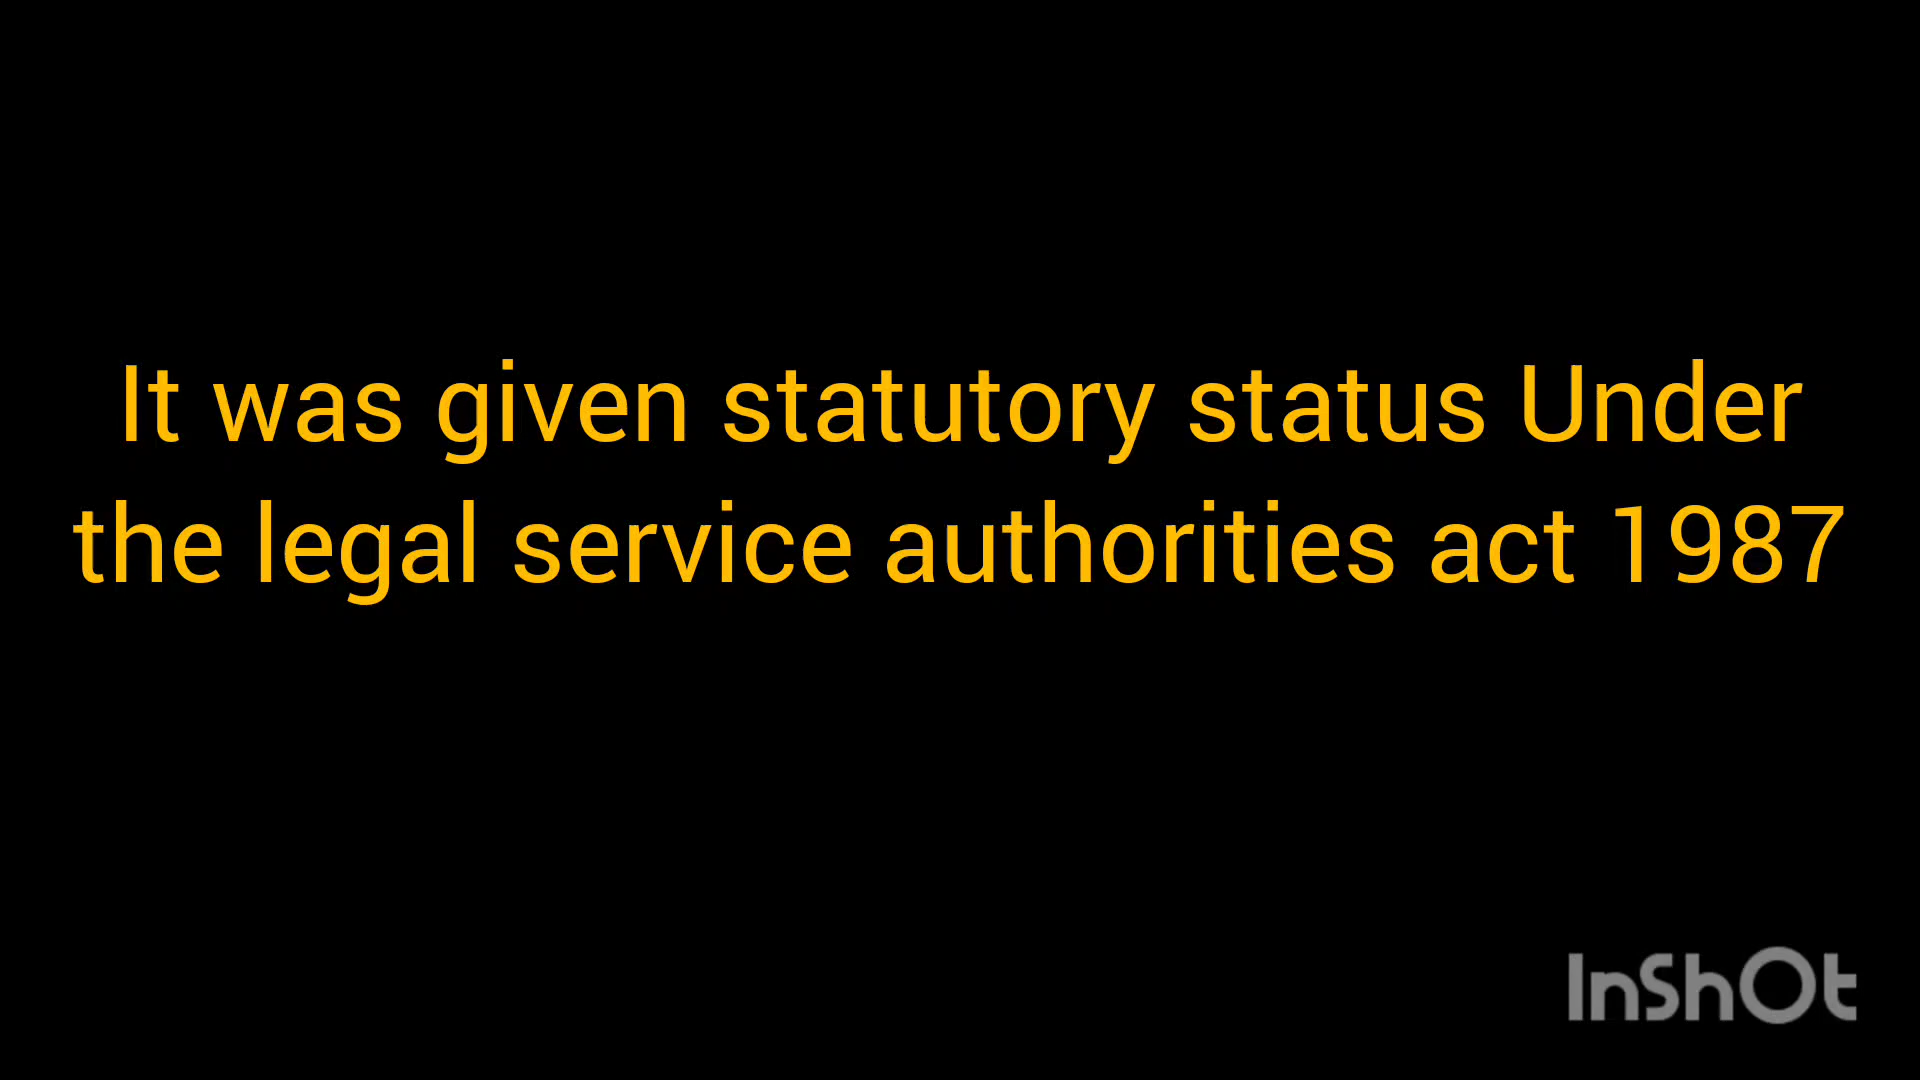 It was given statutory status Under
the legal service authorities act 1987
InShOt